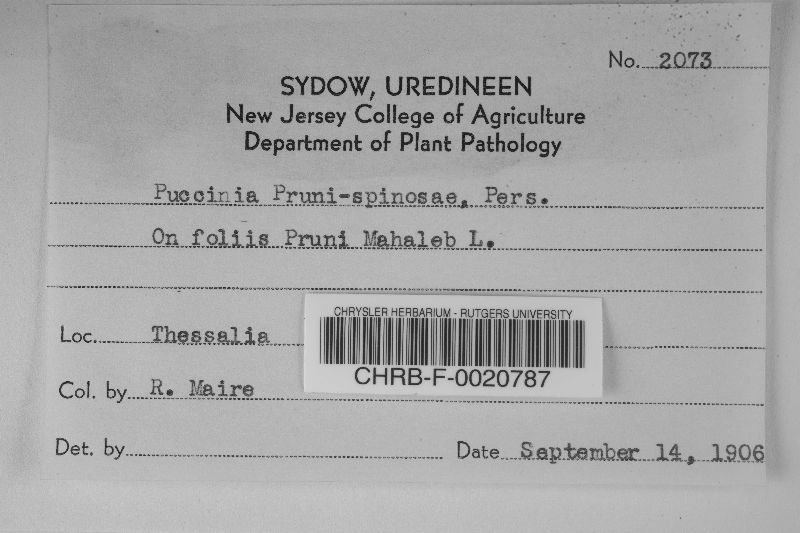 No. 2073
SYDOW, UREDINEEN
New Jersey College of Agriculture
Department of Plant Pathology
Puccinia Pruni-spinosae, Pers.
On foliis Pruni Mahaleb L.
Loc. Thessalia
CHRYSLER HERBARIUM - RUTGERS UNIVERSITY
CHRB-F-0020787
Col. by R. Maire
Det. by
Date September 14, 1906